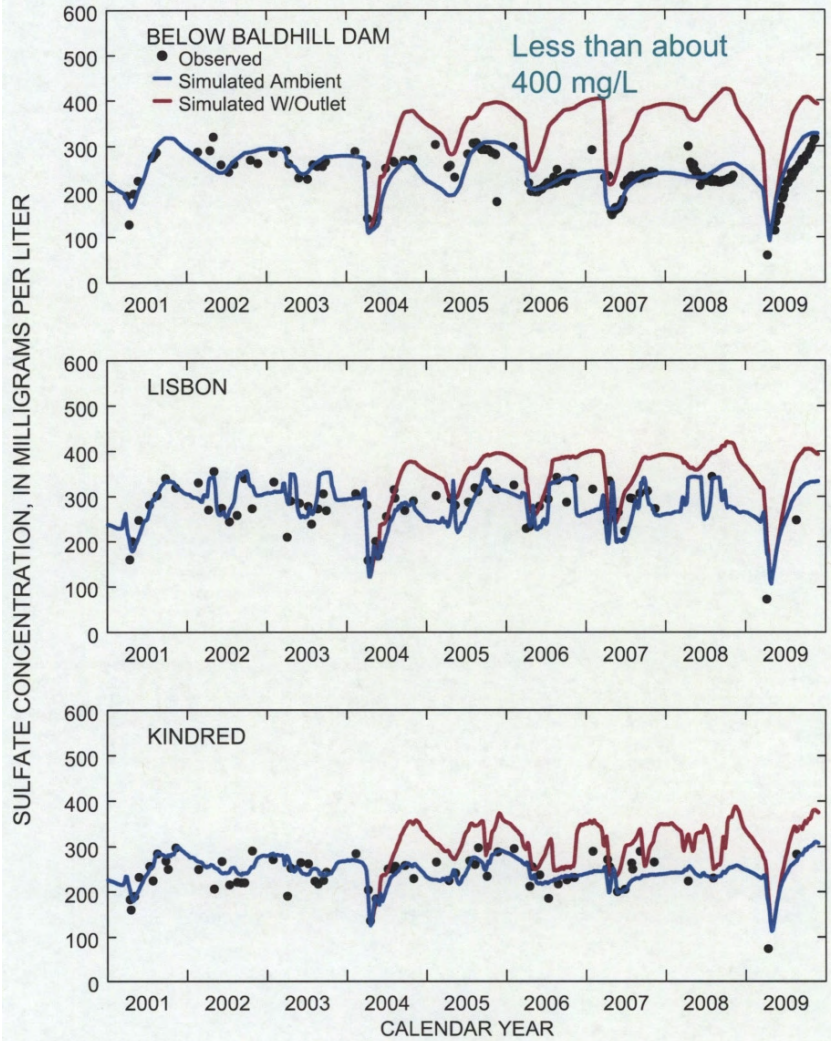 SULFATE CONCENTRATION, IN MILLIGRAMS PER LITER
600
500
400
300
200
100
0
BELOW BALDHILL DAM
Observed
Simulated Ambient
Simulated W/Outlet
Less than about
400 mg/L
2001 2002 2003 2004 2005 2006 2007 2008 2009
600
500
400
300
200
100
0
LISBON
2001 2002 2003 2004 2005 2006 2007 2008 2009
600
500
400
300
200
100
0
KINDRED
2001 2002 2003 2004 2005 2006 2007 2008 2009
CALENDAR YEAR